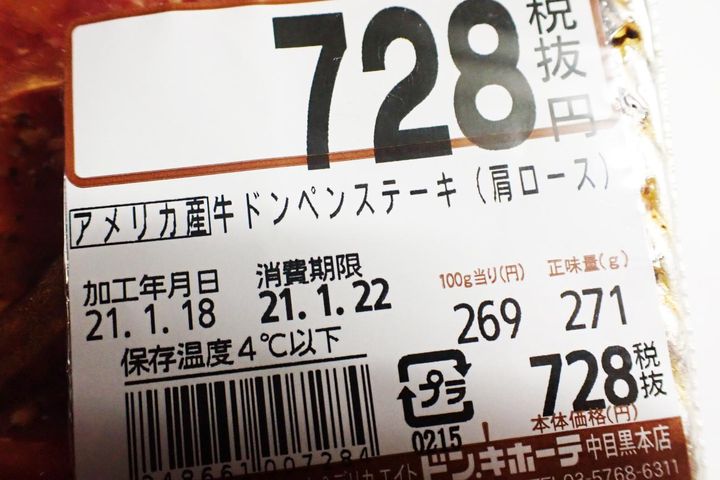 728 税抜 円
アメリカ産 牛ドンペンステーキ（肩ロース）
加工年月日 消費期限 100g当り(円) 正味量(g)
21. 1. 18 21. 1. 22 269 271
保存温度4℃以下
プラ 728 税抜
本体価格(円)
0215
ドン.キホーテ 中目黒本店
03-5768-6311